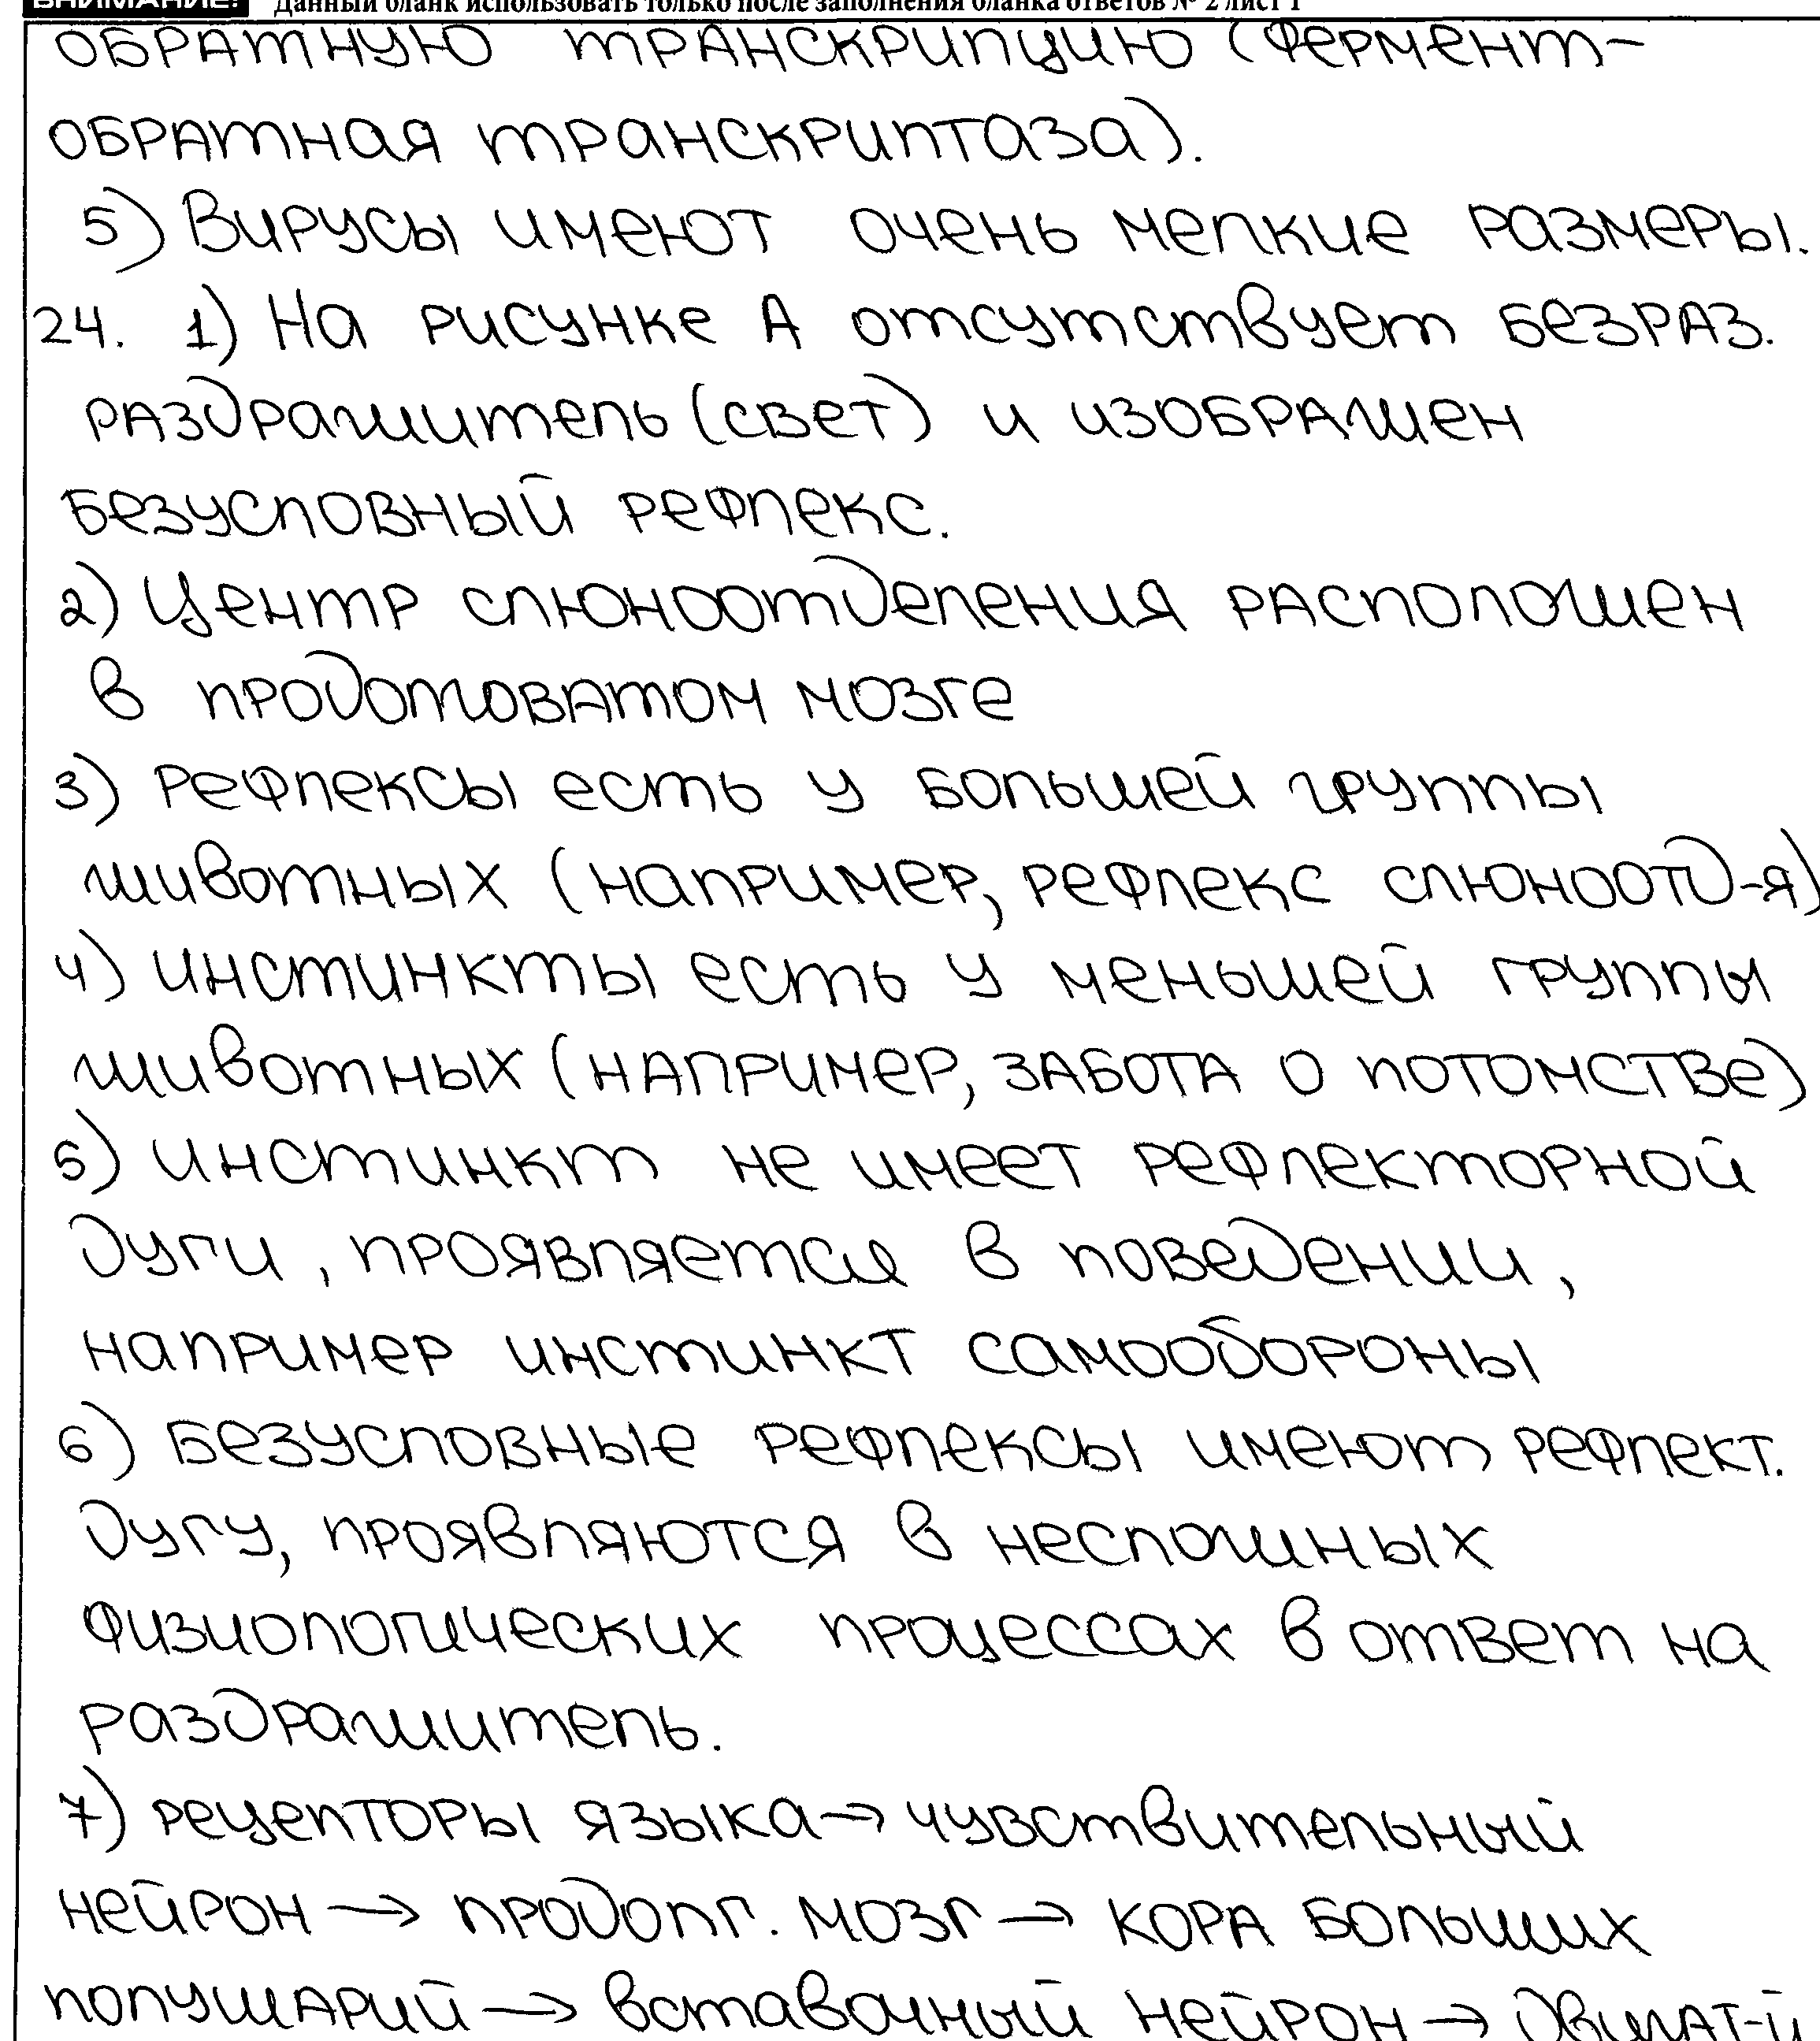 ВНИМАНИЕ! Данный бланк использовать только после заполнения бланка ответов № 2 лист 1
обратную транскрипцию (фермент-
обратная транскриптаза).
5) Вирусы имеют очень мелкие размеры.
24. 1) На рисунке А отсутствует безраз.
раздражитель (свет) и изображен
безусловный рефлекс.
2) Центр слюноотделения расположен
в продотоватом мозге
3) Рефлексы есть у большей группы
животных (например, рефлекс слюноотд-я)
4) Инстинкты есть у меньшей группы
животных (например, забота о потомстве)
5) Инстинкт не имеет рефлекторной
дуги, проявляется в поведении,
например инстинкт самообороны
6) Безусловные рефлексы имеют рефлект.
дугу, проявляются в несложных
физиологических процессах в ответ на
раздражитель.
7) Рецепторы языка → чувствительный
нейрон → продолг. мозг → кора больших
полушарий → вставочный нейрон → двигат-й